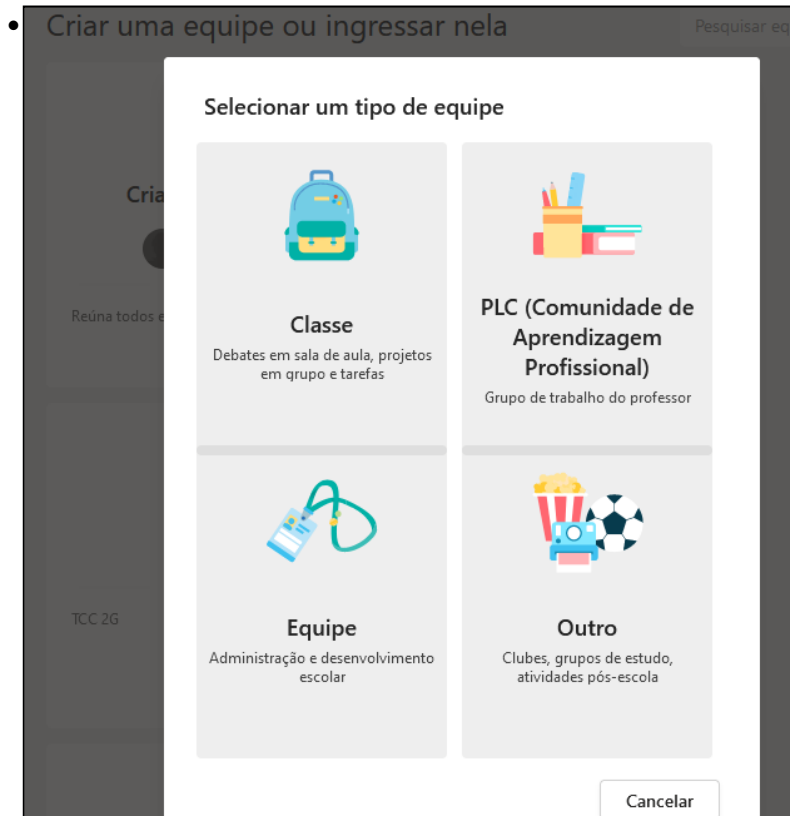 Criar uma equipe ou ingressar nela
Pesquisar eq
Selecionar um tipo de equipe
Cria
Reúna todos e
Classe
Debates em sala de aula, projetos
em grupo e tarefas
PLC (Comunidade de
Aprendizagem
Profissional)
Grupo de trabalho do professor
TCC 2G
Equipe
Administração e desenvolvimento
escolar
Outro
Clubes, grupos de estudo,
atividades pós-escola
Cancelar